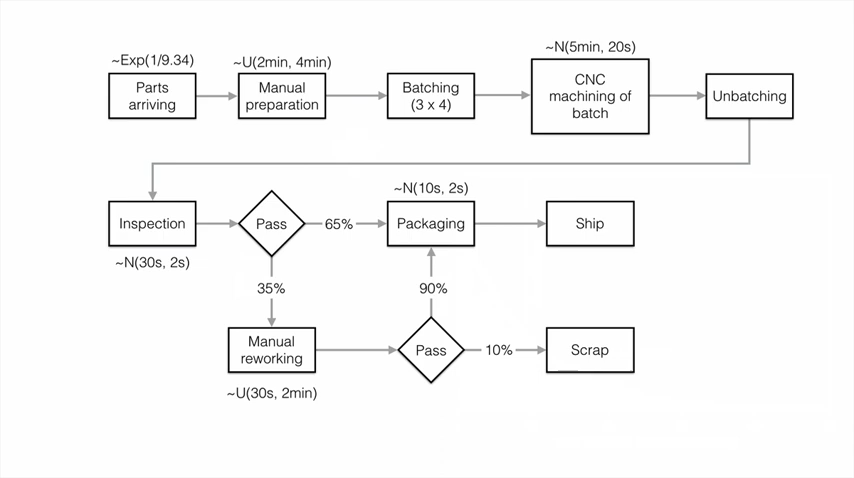 ~Exp(1/9.34)
~U(2min, 4min)
~N(5min, 20s)
Parts
arriving
Manual
preparation
Batching
(3 x 4)
CNC
machining of
batch
Unbatching
~N(10s, 2s)
Inspection
Pass
65%
Packaging
Ship
~N(30s, 2s)
35%
90%
Manual
reworking
Pass
10%
Scrap
~U(30s, 2min)